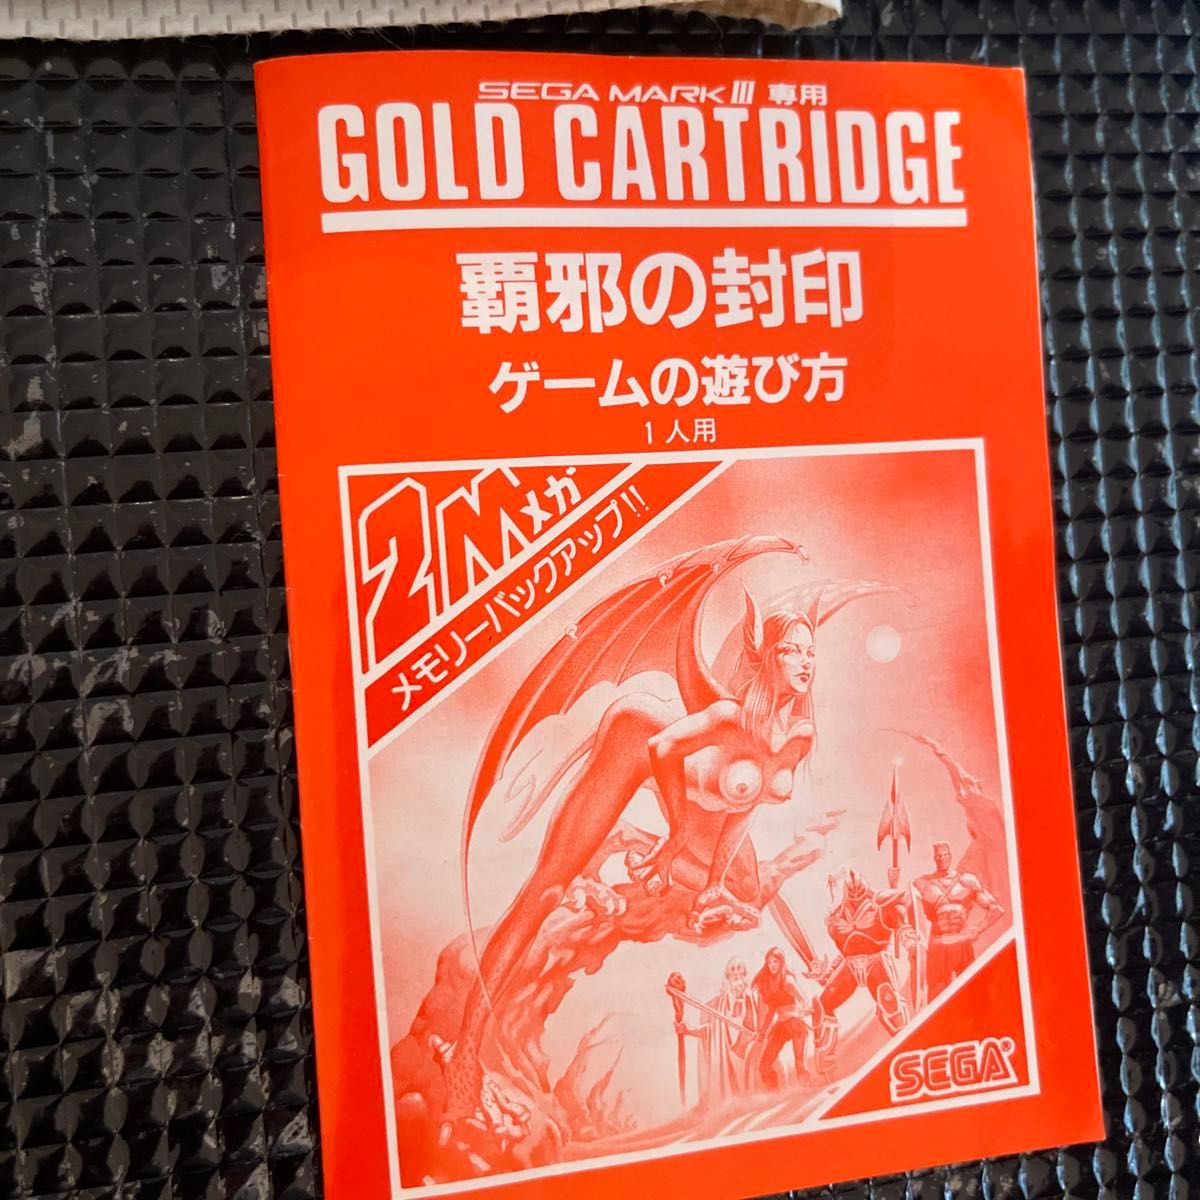 SEGA MARK III 専用
GOLD CARTRIDGE
覇邪の封印
ゲームの遊び方
1人用
2Mメガ
メモリーバックアップ!!
SEGA®